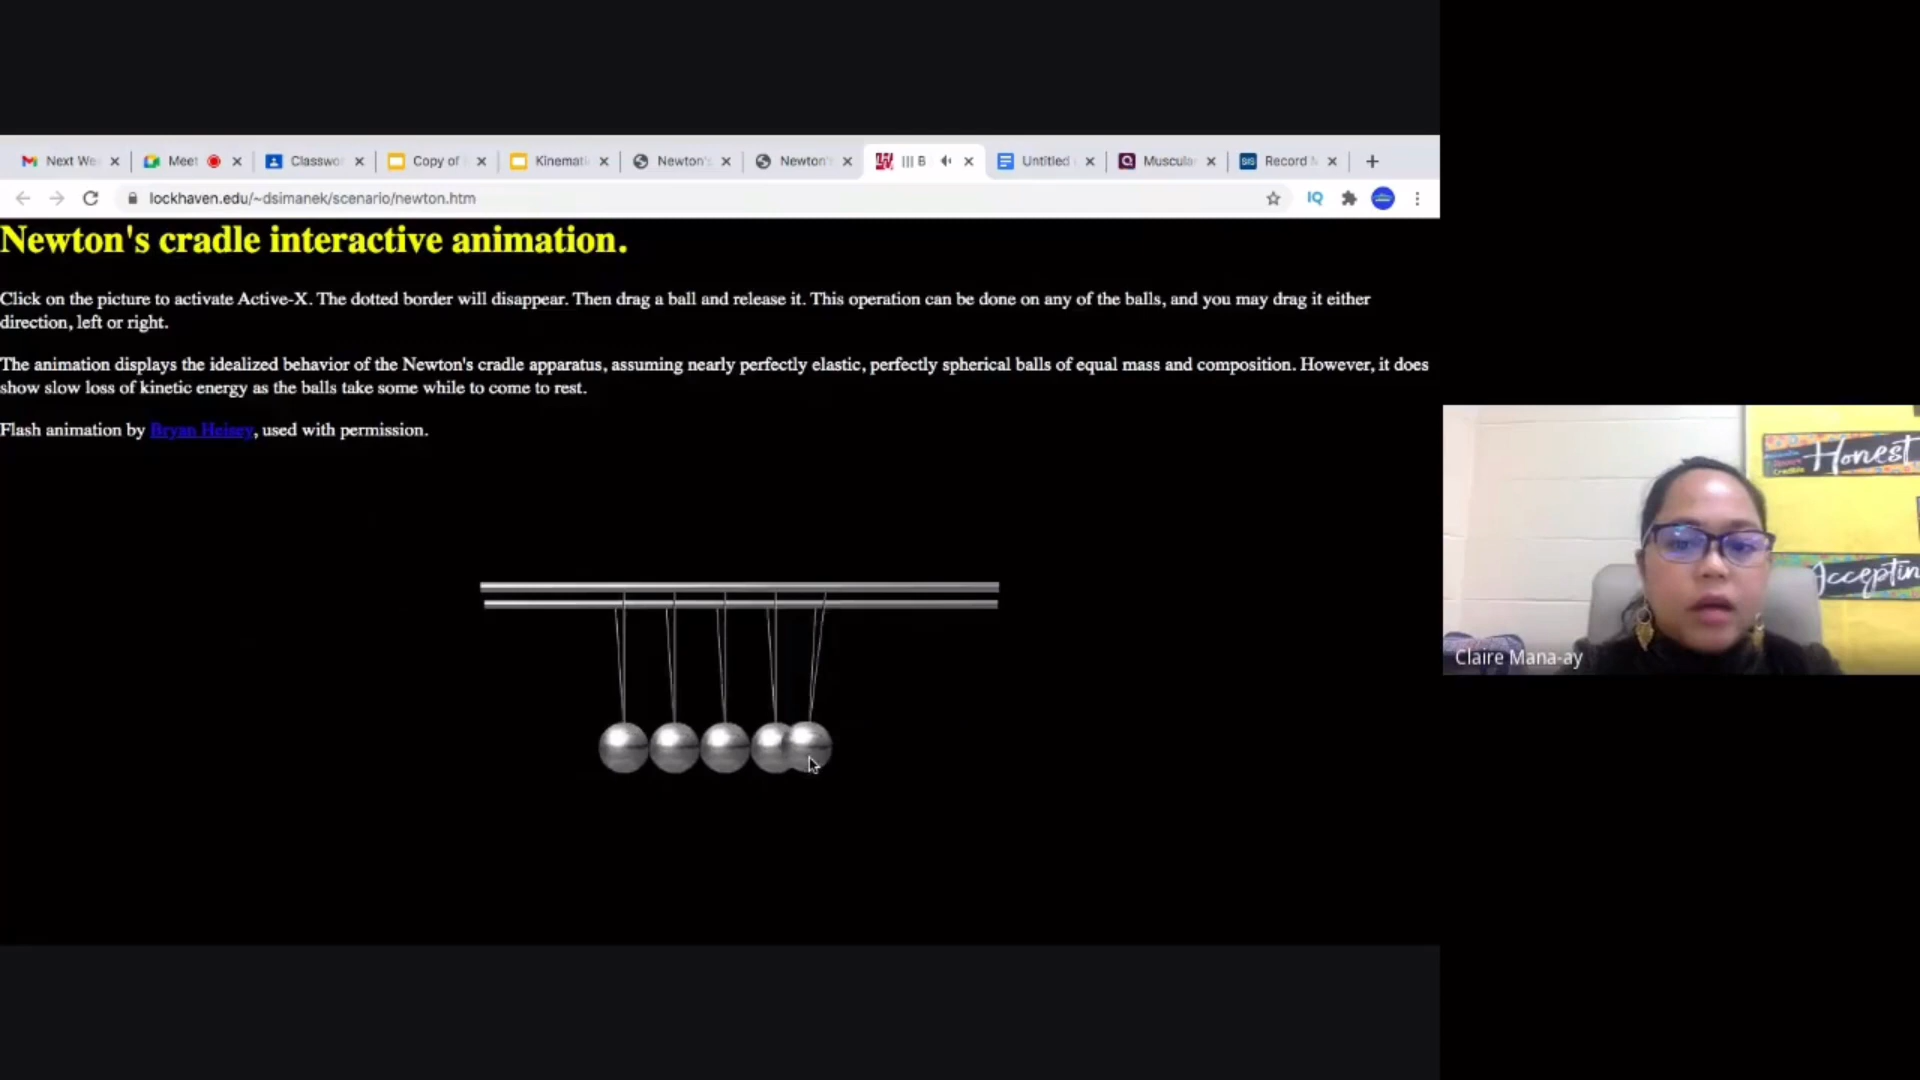 Next We
Meet
Classwo
Copy of
Kinemati
Newton's
Newton's
B
Untitled
Muscular
Record M
lockhaven.edu/~dsimanek/scenario/newton.htm
IQ
Newton's cradle interactive animation.
Click on the picture to activate Active-X. The dotted border will disappear. Then drag a ball and release it. This operation can be done on any of the balls, and you may drag it either
direction, left or right.
The animation displays the idealized behavior of the Newton's cradle apparatus, assuming nearly perfectly elastic, perfectly spherical balls of equal mass and composition. However, it does
show slow loss of kinetic energy as the balls take some while to come to rest.
Flash animation by Bryan Heisey, used with permission.
Honest
Acceptin
Claire Mana-ay